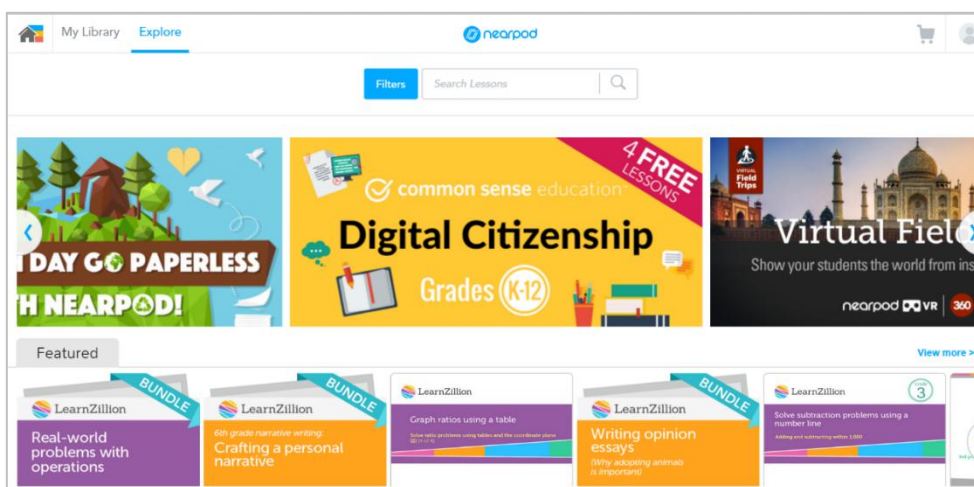 My Library Explore nearpod
Filters Search Lessons
DAY GO PAPERLESS
H NEARPOD!
4 FREE
LESSONS
common sense education
Digital Citizenship
Grades K-12
VIRTUAL
Field
Trips
Virtual Fiel
Show your students the world from ins
nearpod VR 360
Featured View more >
BUNDLE
LearnZillion
Real-world
problems with
operations
BUNDLE
LearnZillion
6th grade narrative writing:
Crafting a personal
narrative
LearnZillion
Graph ratios using a table
Solve ratio problems using tables and the coordinate plane
BUNDLE
LearnZillion
Writing opinion
essays
(Why adopting animals
is important)
LearnZillion
3
Solve subtraction problems using a
number line
Adding and subtracting within 1,000